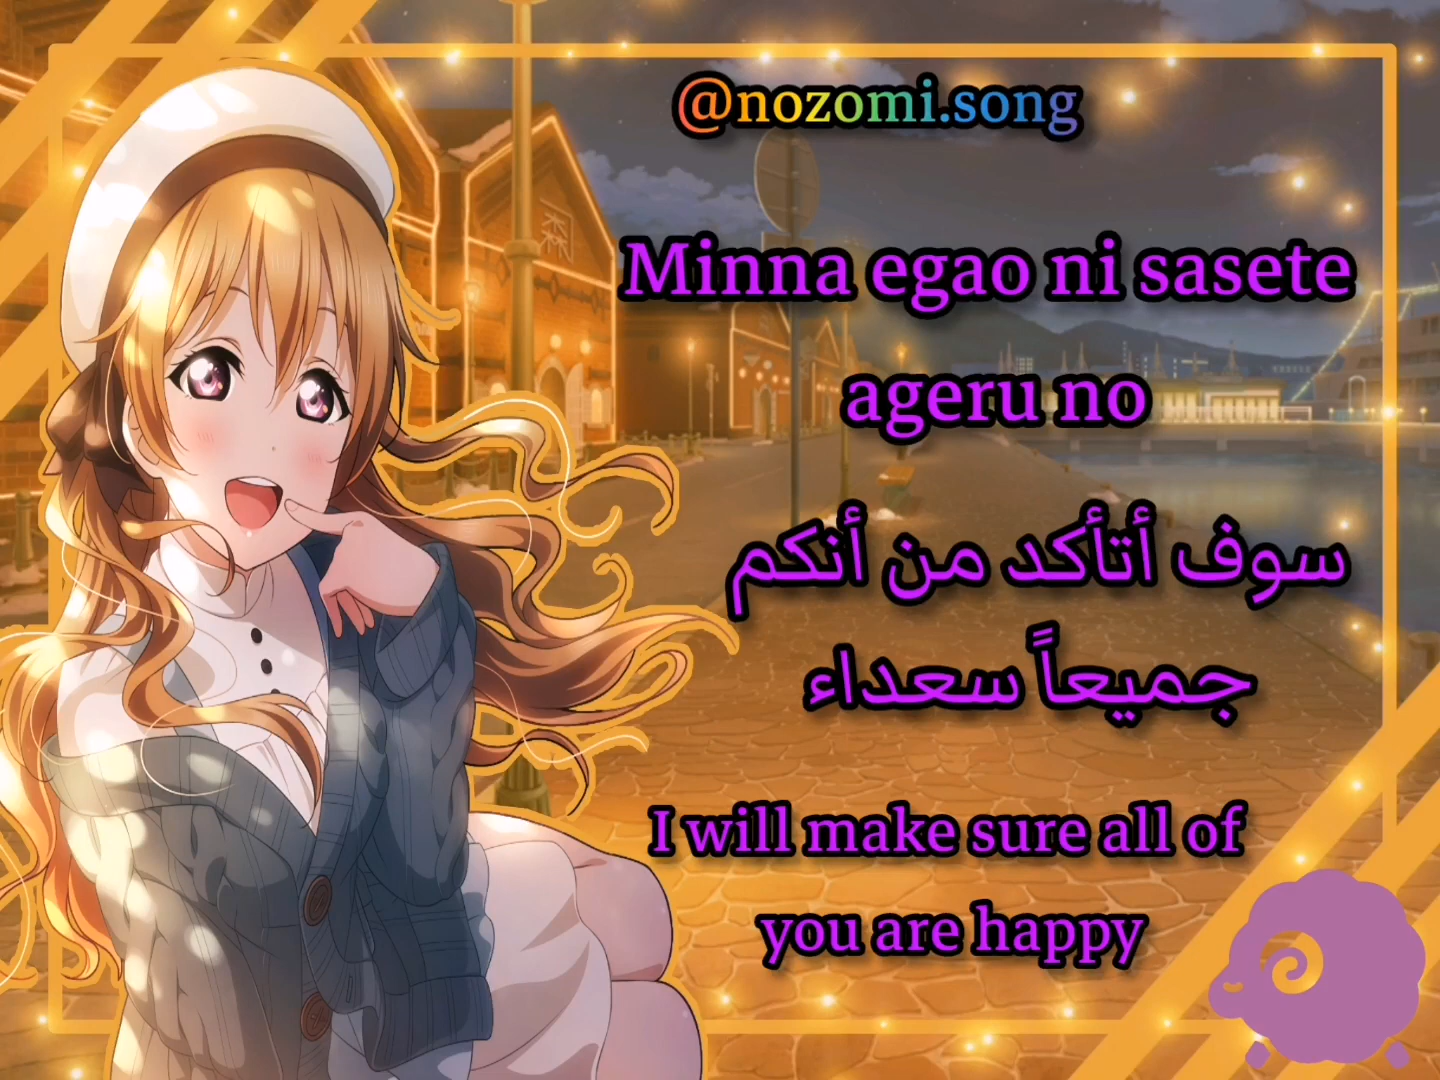 @nozomi.song
Minna egao ni sasete
ageru no
سوف أتأكد من أنكم
جميعاً سعداء
I will make sure all of
you are happy